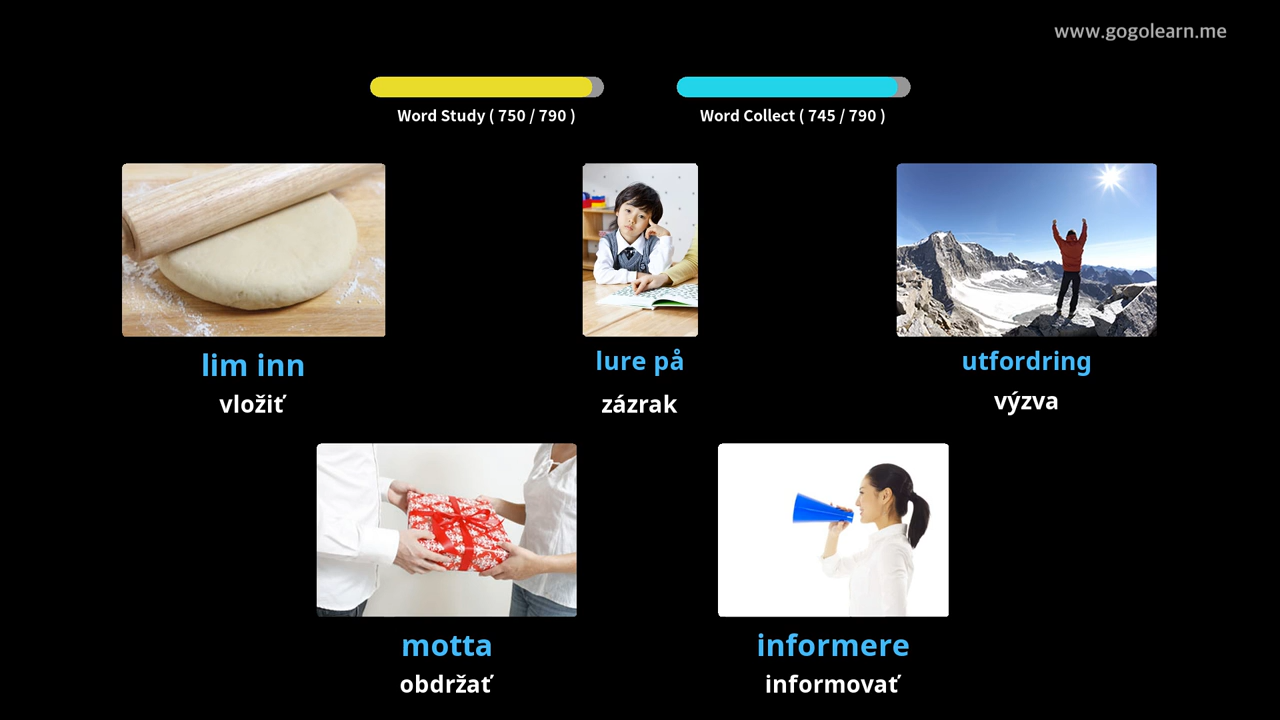 www.gogolearn.me
Word Study ( 750 / 790 )
Word Collect ( 745 / 790 )
lim inn
vložiť
lure på
zázrak
utfordring
výzva
motta
obdržať
informere
informovať